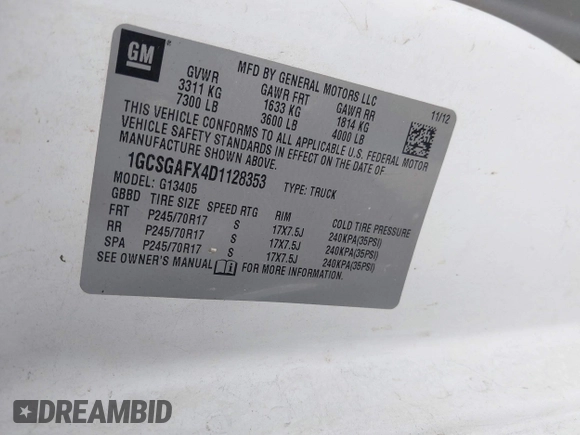 GM
MFD BY GENERAL MOTORS LLC
GVWR GAWR FRT GAWR RR 11/12
3311 KG 1633 KG 1814 KG
7300 LB 3600 LB 4000 LB
THIS VEHICLE CONFORMS TO ALL APPLICABLE U.S. FEDERAL MOTOR
VEHICLE SAFETY STANDARDS IN EFFECT ON THE DATE OF
MANUFACTURE SHOWN ABOVE.
1GCSGAFX4D1128353 TYPE: TRUCK
MODEL: G13405
GBBD TIRE SIZE SPEED RTG RIM COLD TIRE PRESSURE
FRT P245/70R17 S 17X7.5J 240KPA(35PSI)
RR P245/70R17 S 17X7.5J 240KPA(35PSI)
SPA P245/70R17 S 17X7.5J 240KPA(35PSI)
SEE OWNER'S MANUAL FOR MORE INFORMATION.
DREAMBID